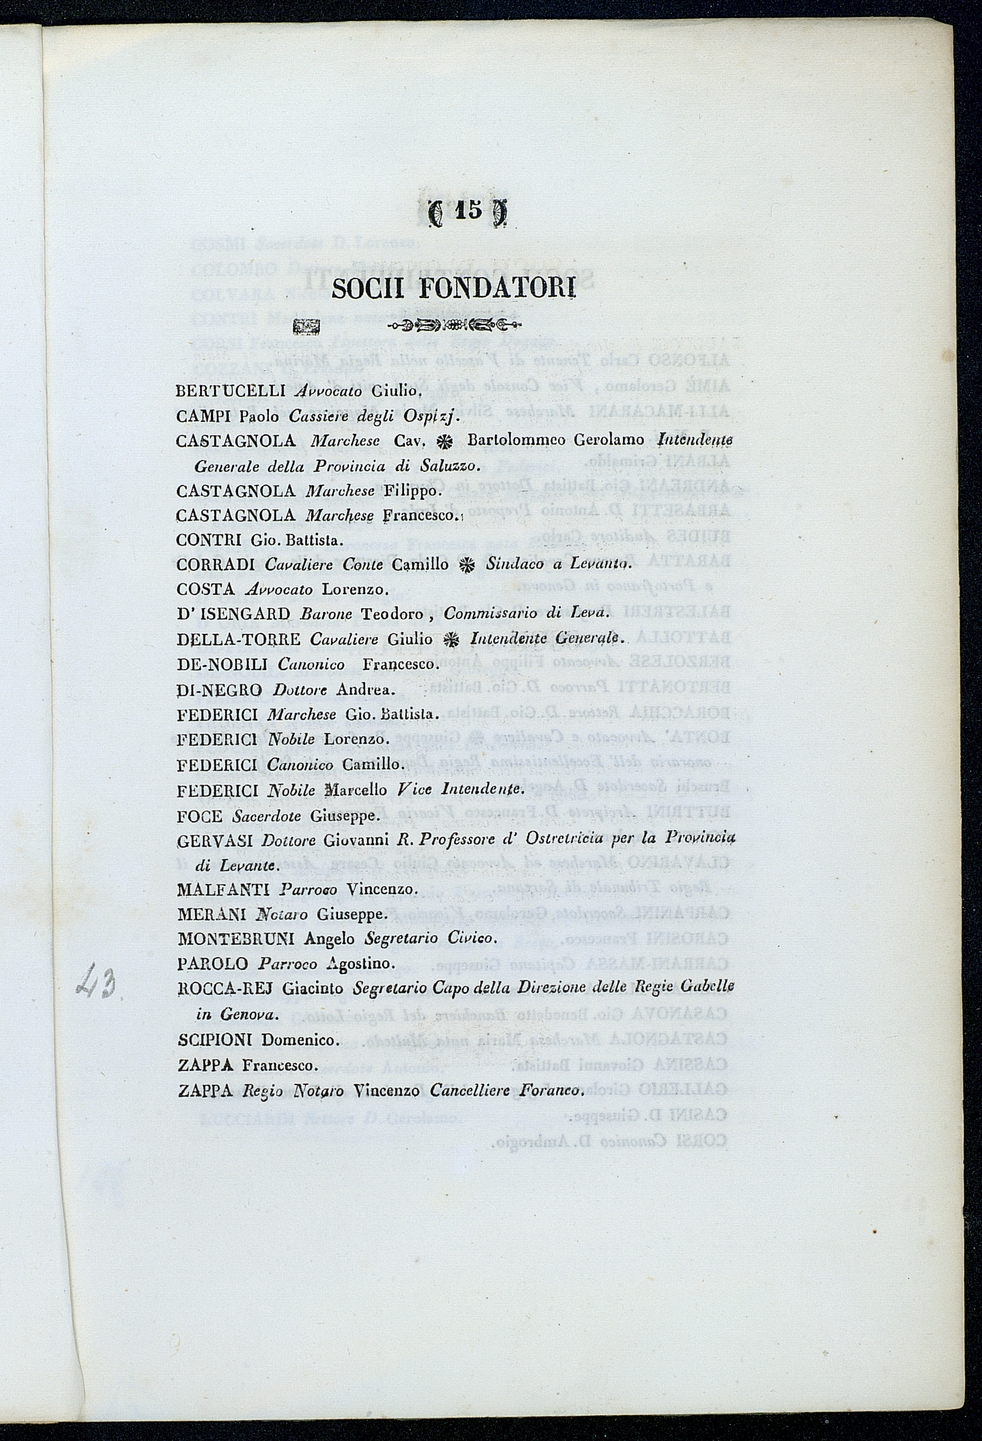 ( 15 )
SOCII FONDATORI
BERTUCELLI Avvocato Giulio,
CAMPI Paolo Cassiere degli Ospizj.
CASTAGNOLA Marchese Cav. ❋ Bartolommeo Gerolamo Intendente
Generale della Provincia di Saluzzo.
CASTAGNOLA Marchese Filippo.
CASTAGNOLA Marchese Francesco.
CONTRI Gio. Battista.
CORRADI Cavaliere Conte Camillo ❋ Sindaco a Levanto.
COSTA Avvocato Lorenzo.
D' ISENGARD Barone Teodoro , Commissario di Leva.
DELLA-TORRE Cavaliere Giulio ❋ Intendente Generale.
DE-NOBILI Canonico Francesco.
DI-NEGRO Dottore Andrea.
FEDERICI Marchese Gio. Battista.
FEDERICI Nobile Lorenzo.
FEDERICI Canonico Camillo.
FEDERICI Nobile Marcello Vice Intendente.
FOCE Sacerdote Giuseppe.
GERVASI Dottore Giovanni R. Professore d' Ostretricia per la Provincia
di Levante.
MALFANTI Parroco Vincenzo.
MERANI Notaro Giuseppe.
MONTEBRUNI Angelo Segretario Civico.
PAROLO Parroco Agostino.
43
ROCCA-REJ Giacinto Segretario Capo della Direzione delle Regie Gabelle
in Genova.
SCIPIONI Domenico.
ZAPPA Francesco.
ZAPPA Regio Notaro Vincenzo Cancelliere Foraneo.